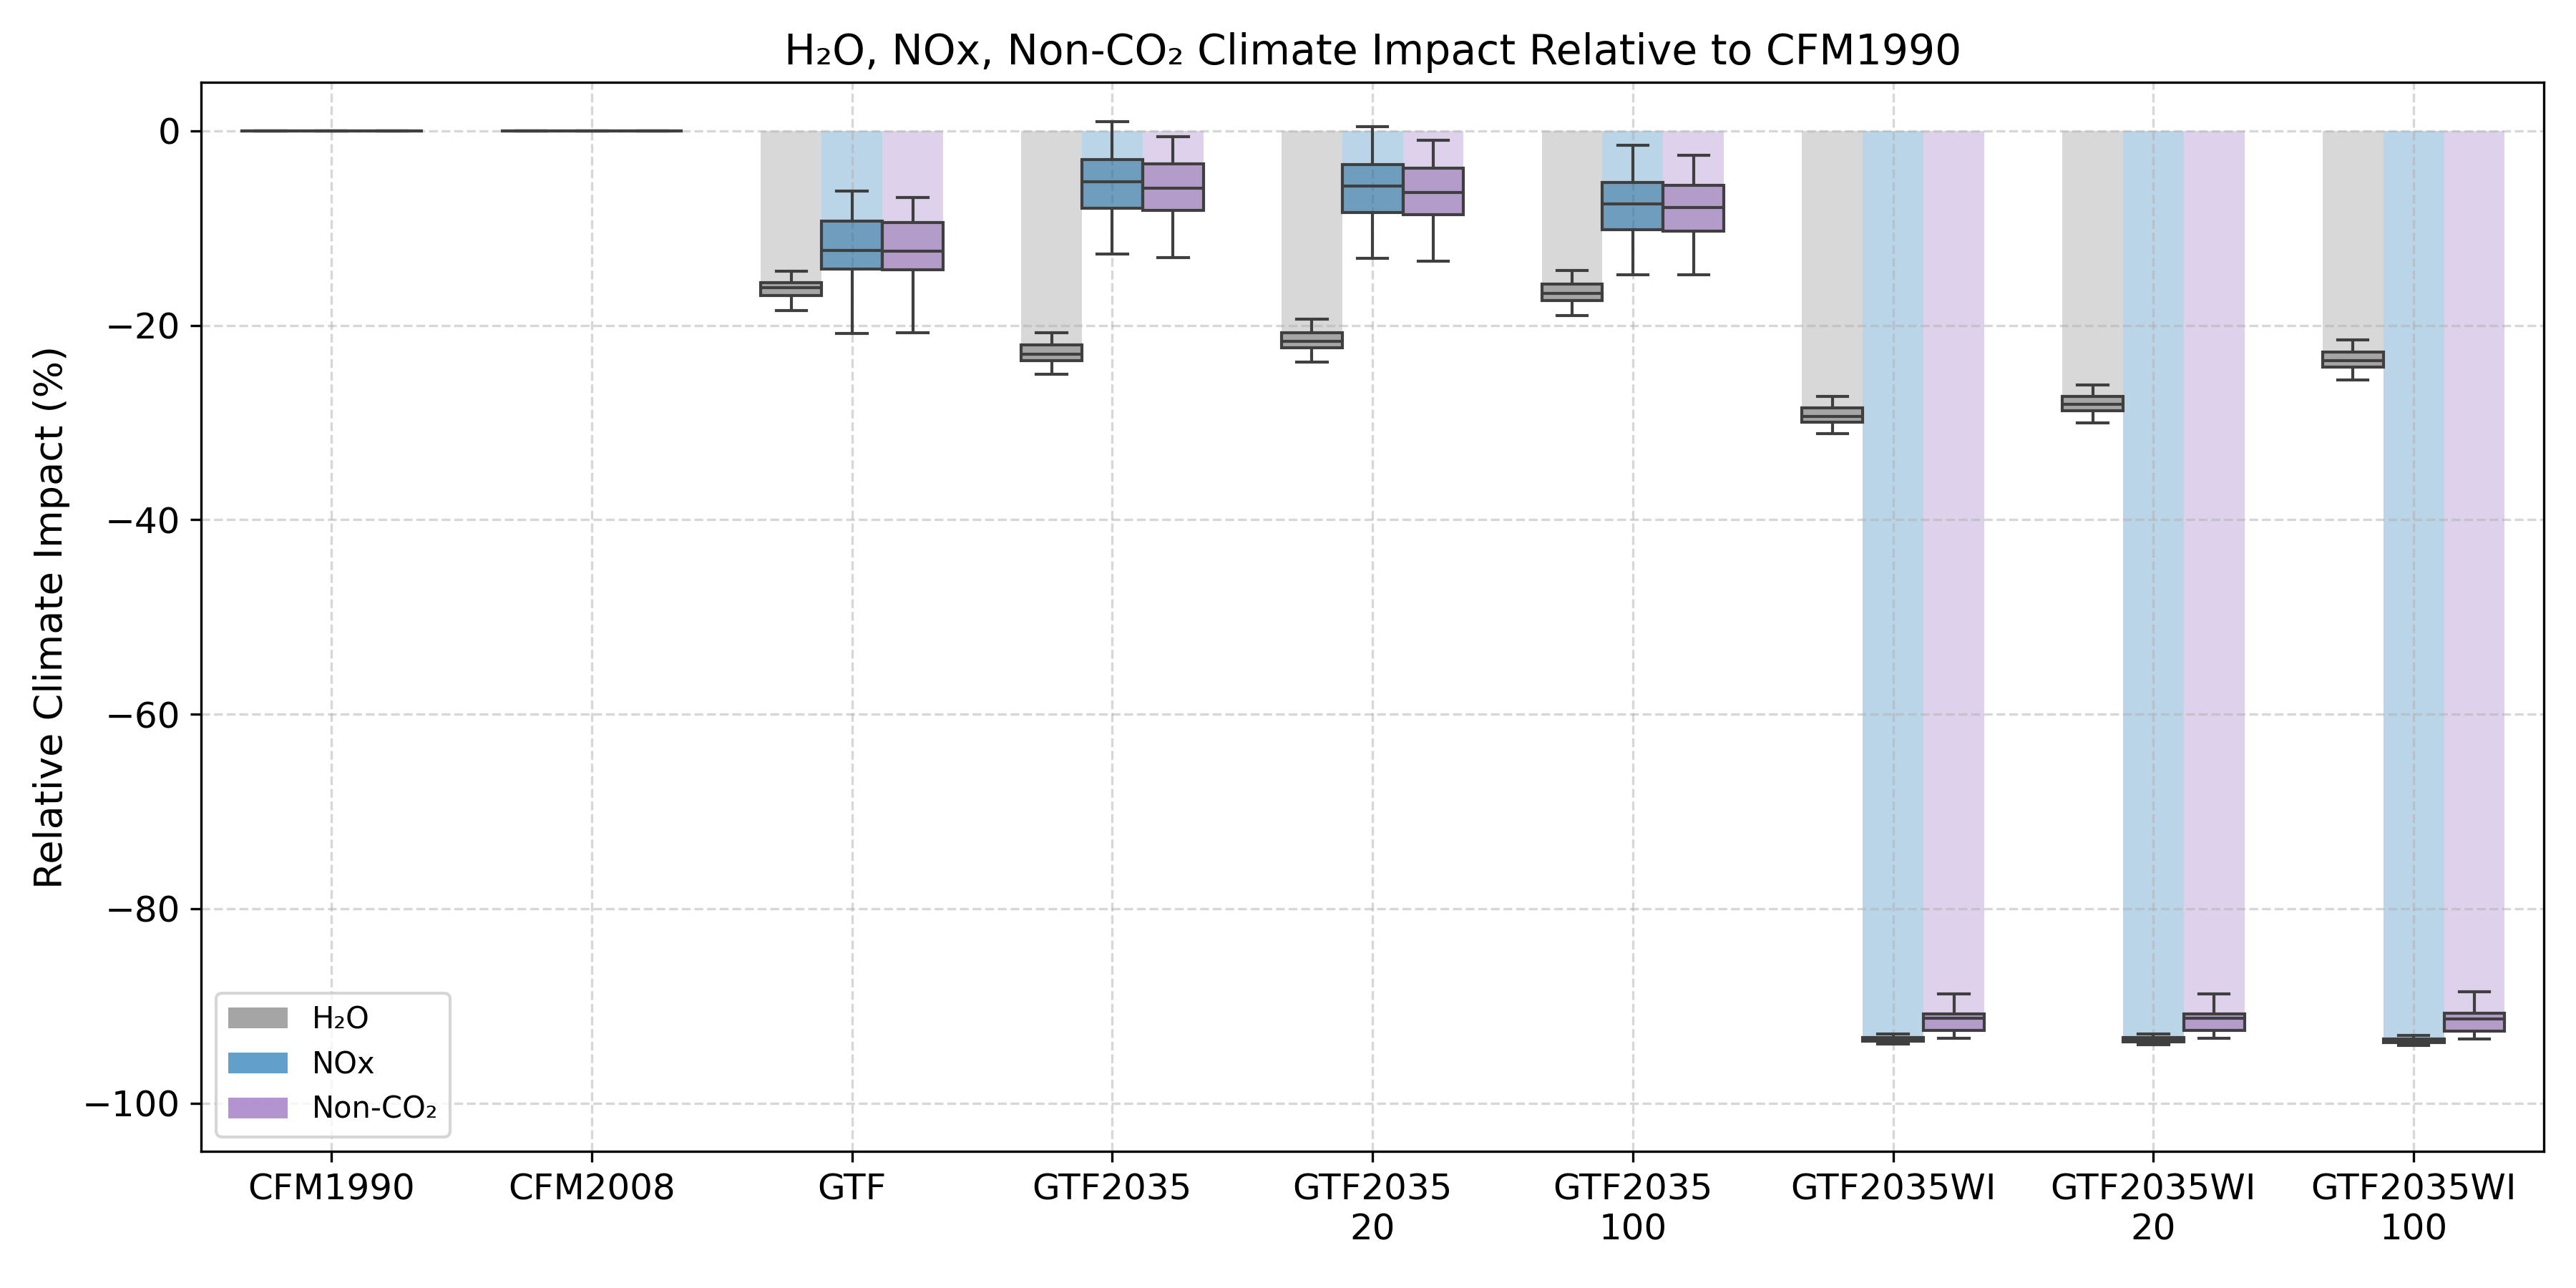 H₂O, NOx, Non-CO₂ Climate Impact Relative to CFM1990
Relative Climate Impact (%)
0
−20
−40
−60
−80
−100
H₂O
NOx
Non-CO₂
CFM1990
CFM2008
GTF
GTF2035
GTF2035
20
GTF2035
100
GTF2035WI
GTF2035WI
20
GTF2035WI
100